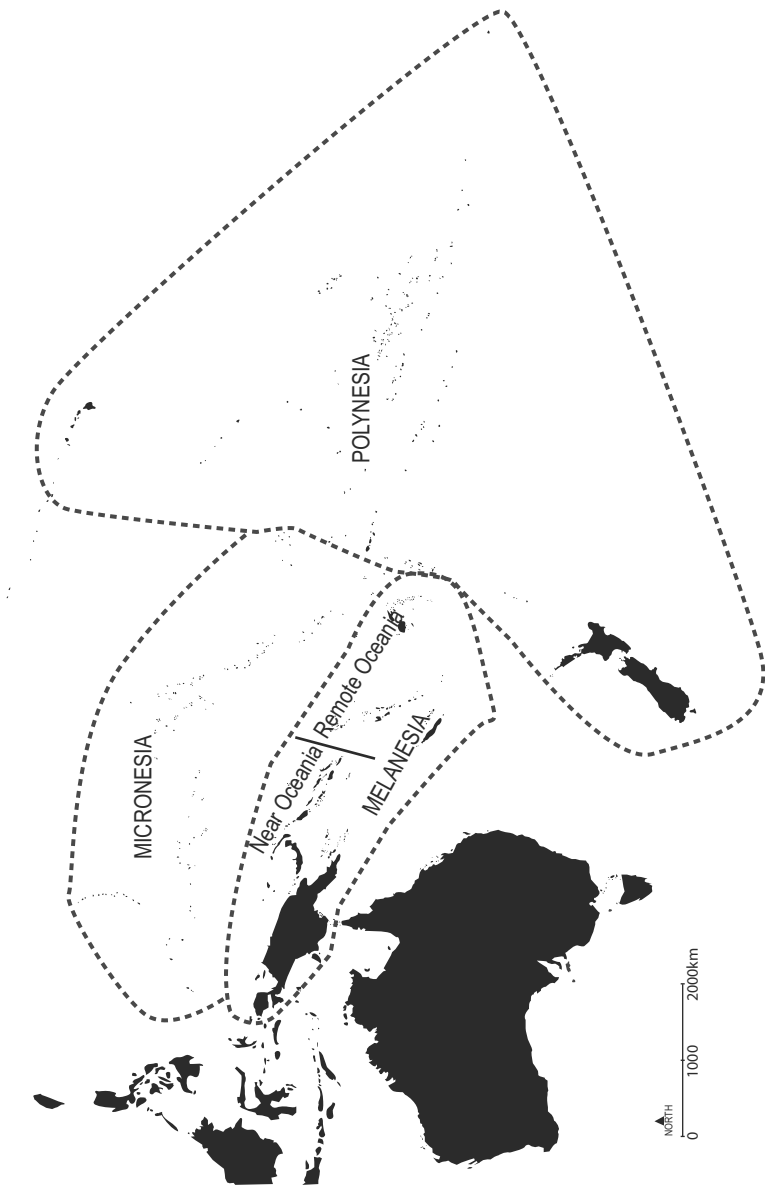 POLYNESIA
MICRONESIA
Near Oceania
Remote Oceania
MELANESIA
NORTH
0 1000 2000km